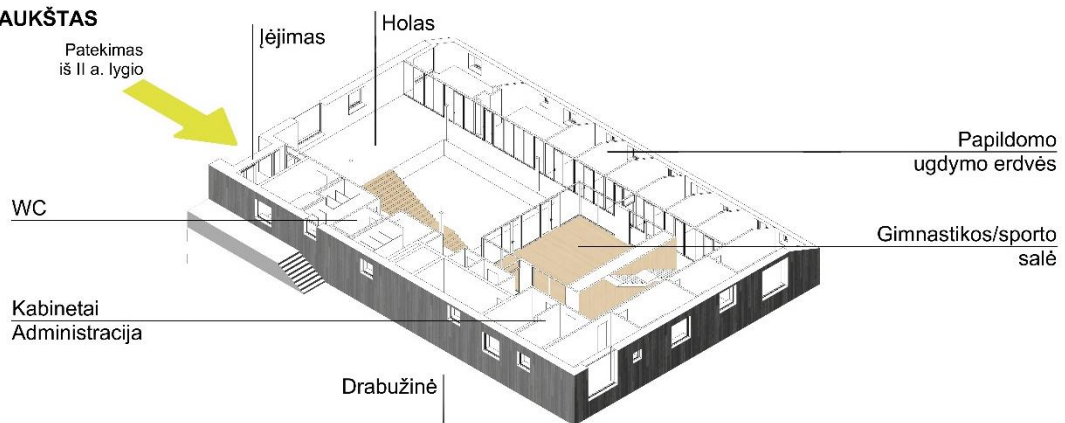 AUKŠTAS
Patekimas
iš II a. lygio
Įėjimas
Holas
Papildomo
ugdymo erdvės
WC
Gimnastikos/sporto
salė
Kabinetai
Administracija
Drabužinė